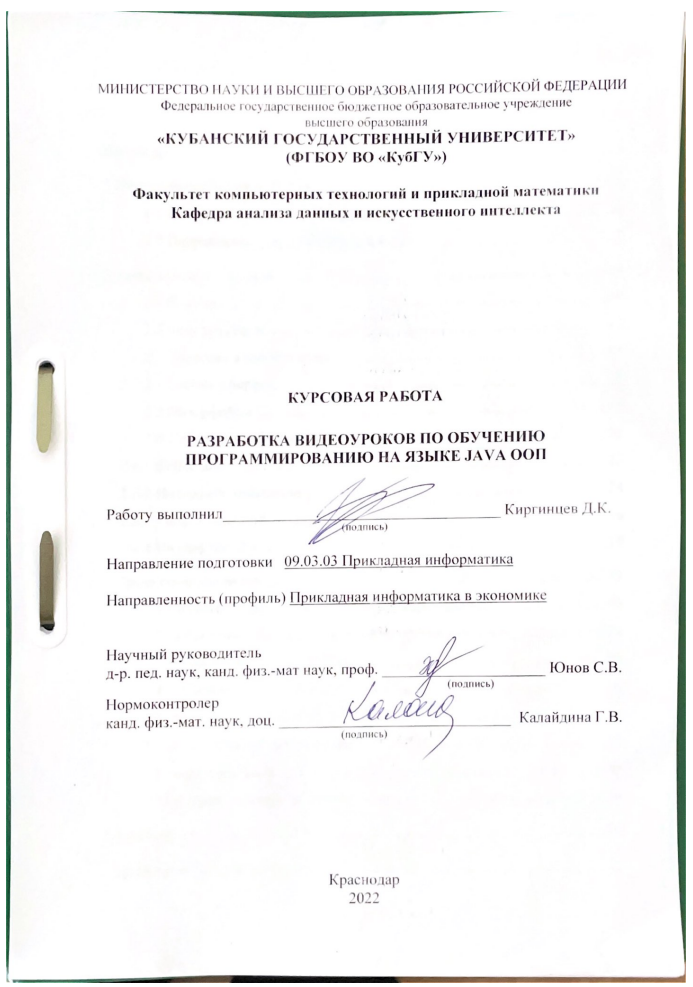 МИНИСТЕРСТВО НАУКИ И ВЫСШЕГО ОБРАЗОВАНИЯ РОССИЙСКОЙ ФЕДЕРАЦИИ
Федеральное государственное бюджетное образовательное учреждение
высшего образования
«КУБАНСКИЙ ГОСУДАРСТВЕННЫЙ УНИВЕРСИТЕТ»
(ФГБОУ ВО «КубГУ»)
Факультет компьютерных технологий и прикладной математики
Кафедра анализа данных и искусственного интеллекта
КУРСОВАЯ РАБОТА
РАЗРАБОТКА ВИДЕОУРОКОВ ПО ОБУЧЕНИЮ
ПРОГРАММИРОВАНИЮ НА ЯЗЫКЕ JAVA ООП
Работу выполнил Киргинцев Д.К.
(подпись)
Направление подготовки 09.03.03 Прикладная информатика
Направленность (профиль) Прикладная информатика в экономике
Научный руководитель
д-р. пед. наук, канд. физ.-мат наук, проф. Юнов С.В.
(подпись)
Нормоконтролер
канд. физ.-мат. наук, доц. Калайдина Г.В.
(подпись)
Краснодар
2022